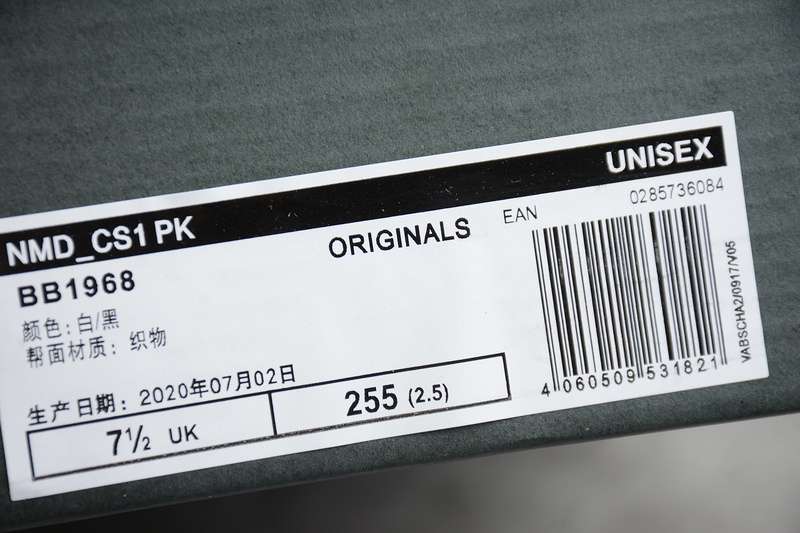 NMD_CS1 PK
UNISEX
BB1968
ORIGINALS
EAN
0285736084
颜色: 白/黑
帮面材质: 织物
生产日期: 2020年07月02日
7½ UK
255 (2.5)
4 060509 531821
VABSCHA2/0917/V05